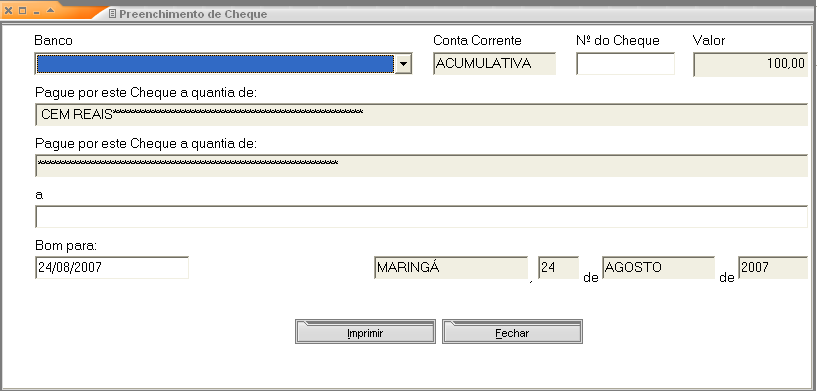 Preenchimento de Cheque
Banco Conta Corrente Nº do Cheque Valor
ACUMULATIVA 100,00
Pague por este Cheque a quantia de:
CEM REAIS**************************************************
Pague por este Cheque a quantia de:
************************************************************
a
Bom para:
24/08/2007 MARINGÁ , 24 de AGOSTO de 2007
Imprimir Fechar